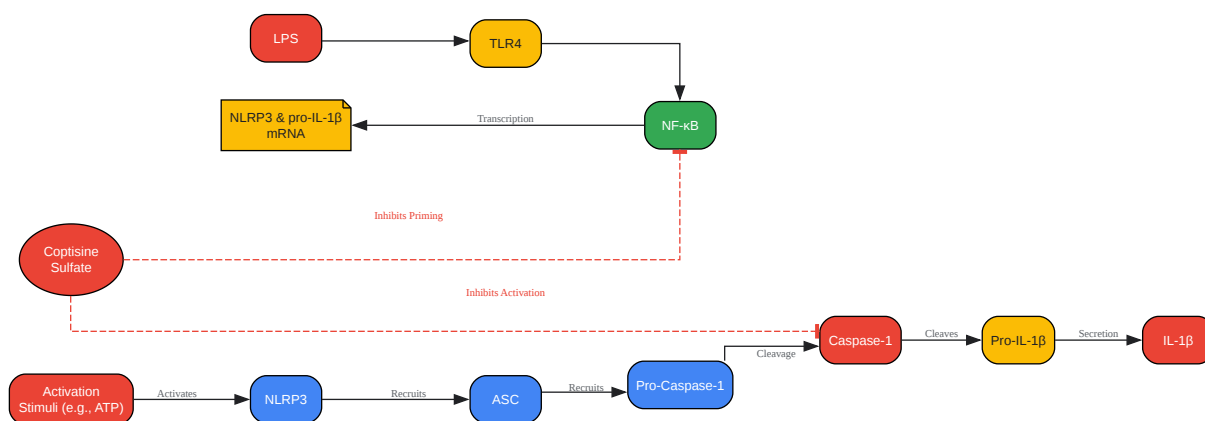 LPS
TLR4
NLRP3 & pro-IL-1β
mRNA
Transcription
NF-κB
Inhibits Priming
Coptisine
Sulfate
Inhibits Activation
Caspase-1
Cleaves
Pro-IL-1β
Secretion
IL-1β
Cleavage
Activation
Stimuli (e.g., ATP)
Activates
NLRP3
Recruits
ASC
Recruits
Pro-Caspase-1